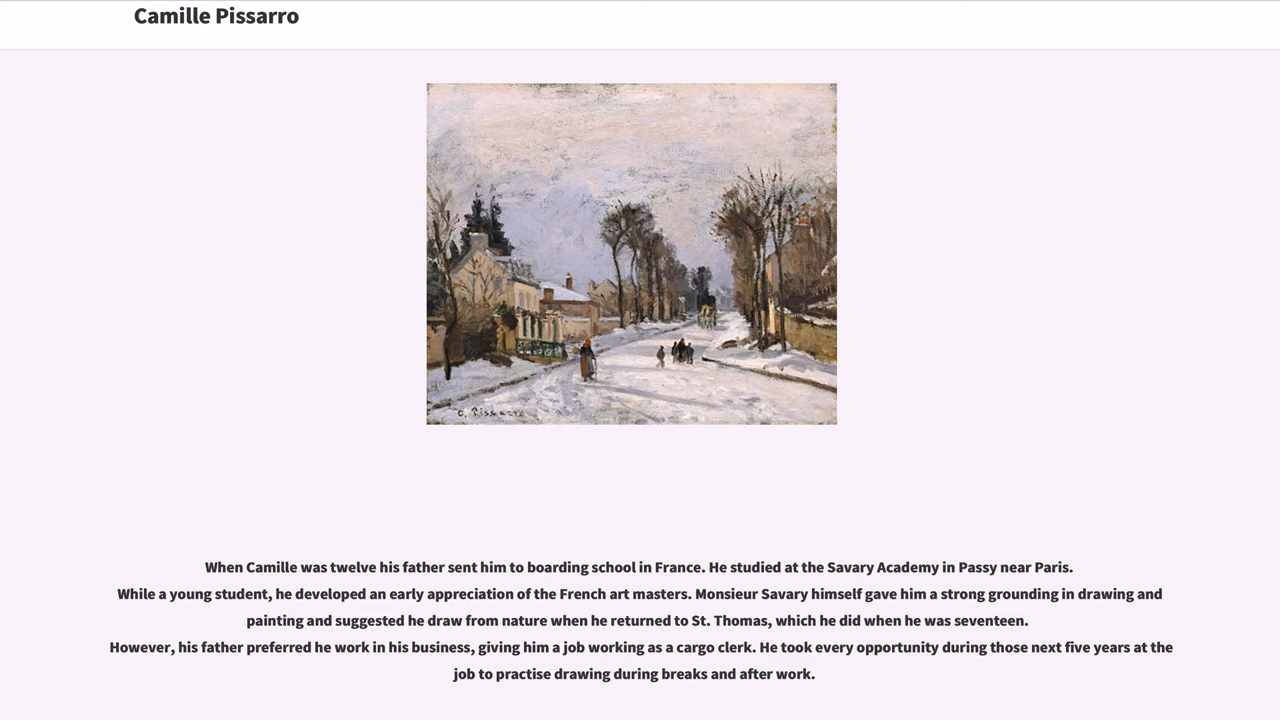 Camille Pissarro
C. Pissarro
When Camille was twelve his father sent him to boarding school in France. He studied at the Savary Academy in Passy near Paris.
While a young student, he developed an early appreciation of the French art masters. Monsieur Savary himself gave him a strong grounding in drawing and
painting and suggested he draw from nature when he returned to St. Thomas, which he did when he was seventeen.
However, his father preferred he work in his business, giving him a job working as a cargo clerk. He took every opportunity during those next five years at the
job to practise drawing during breaks and after work.